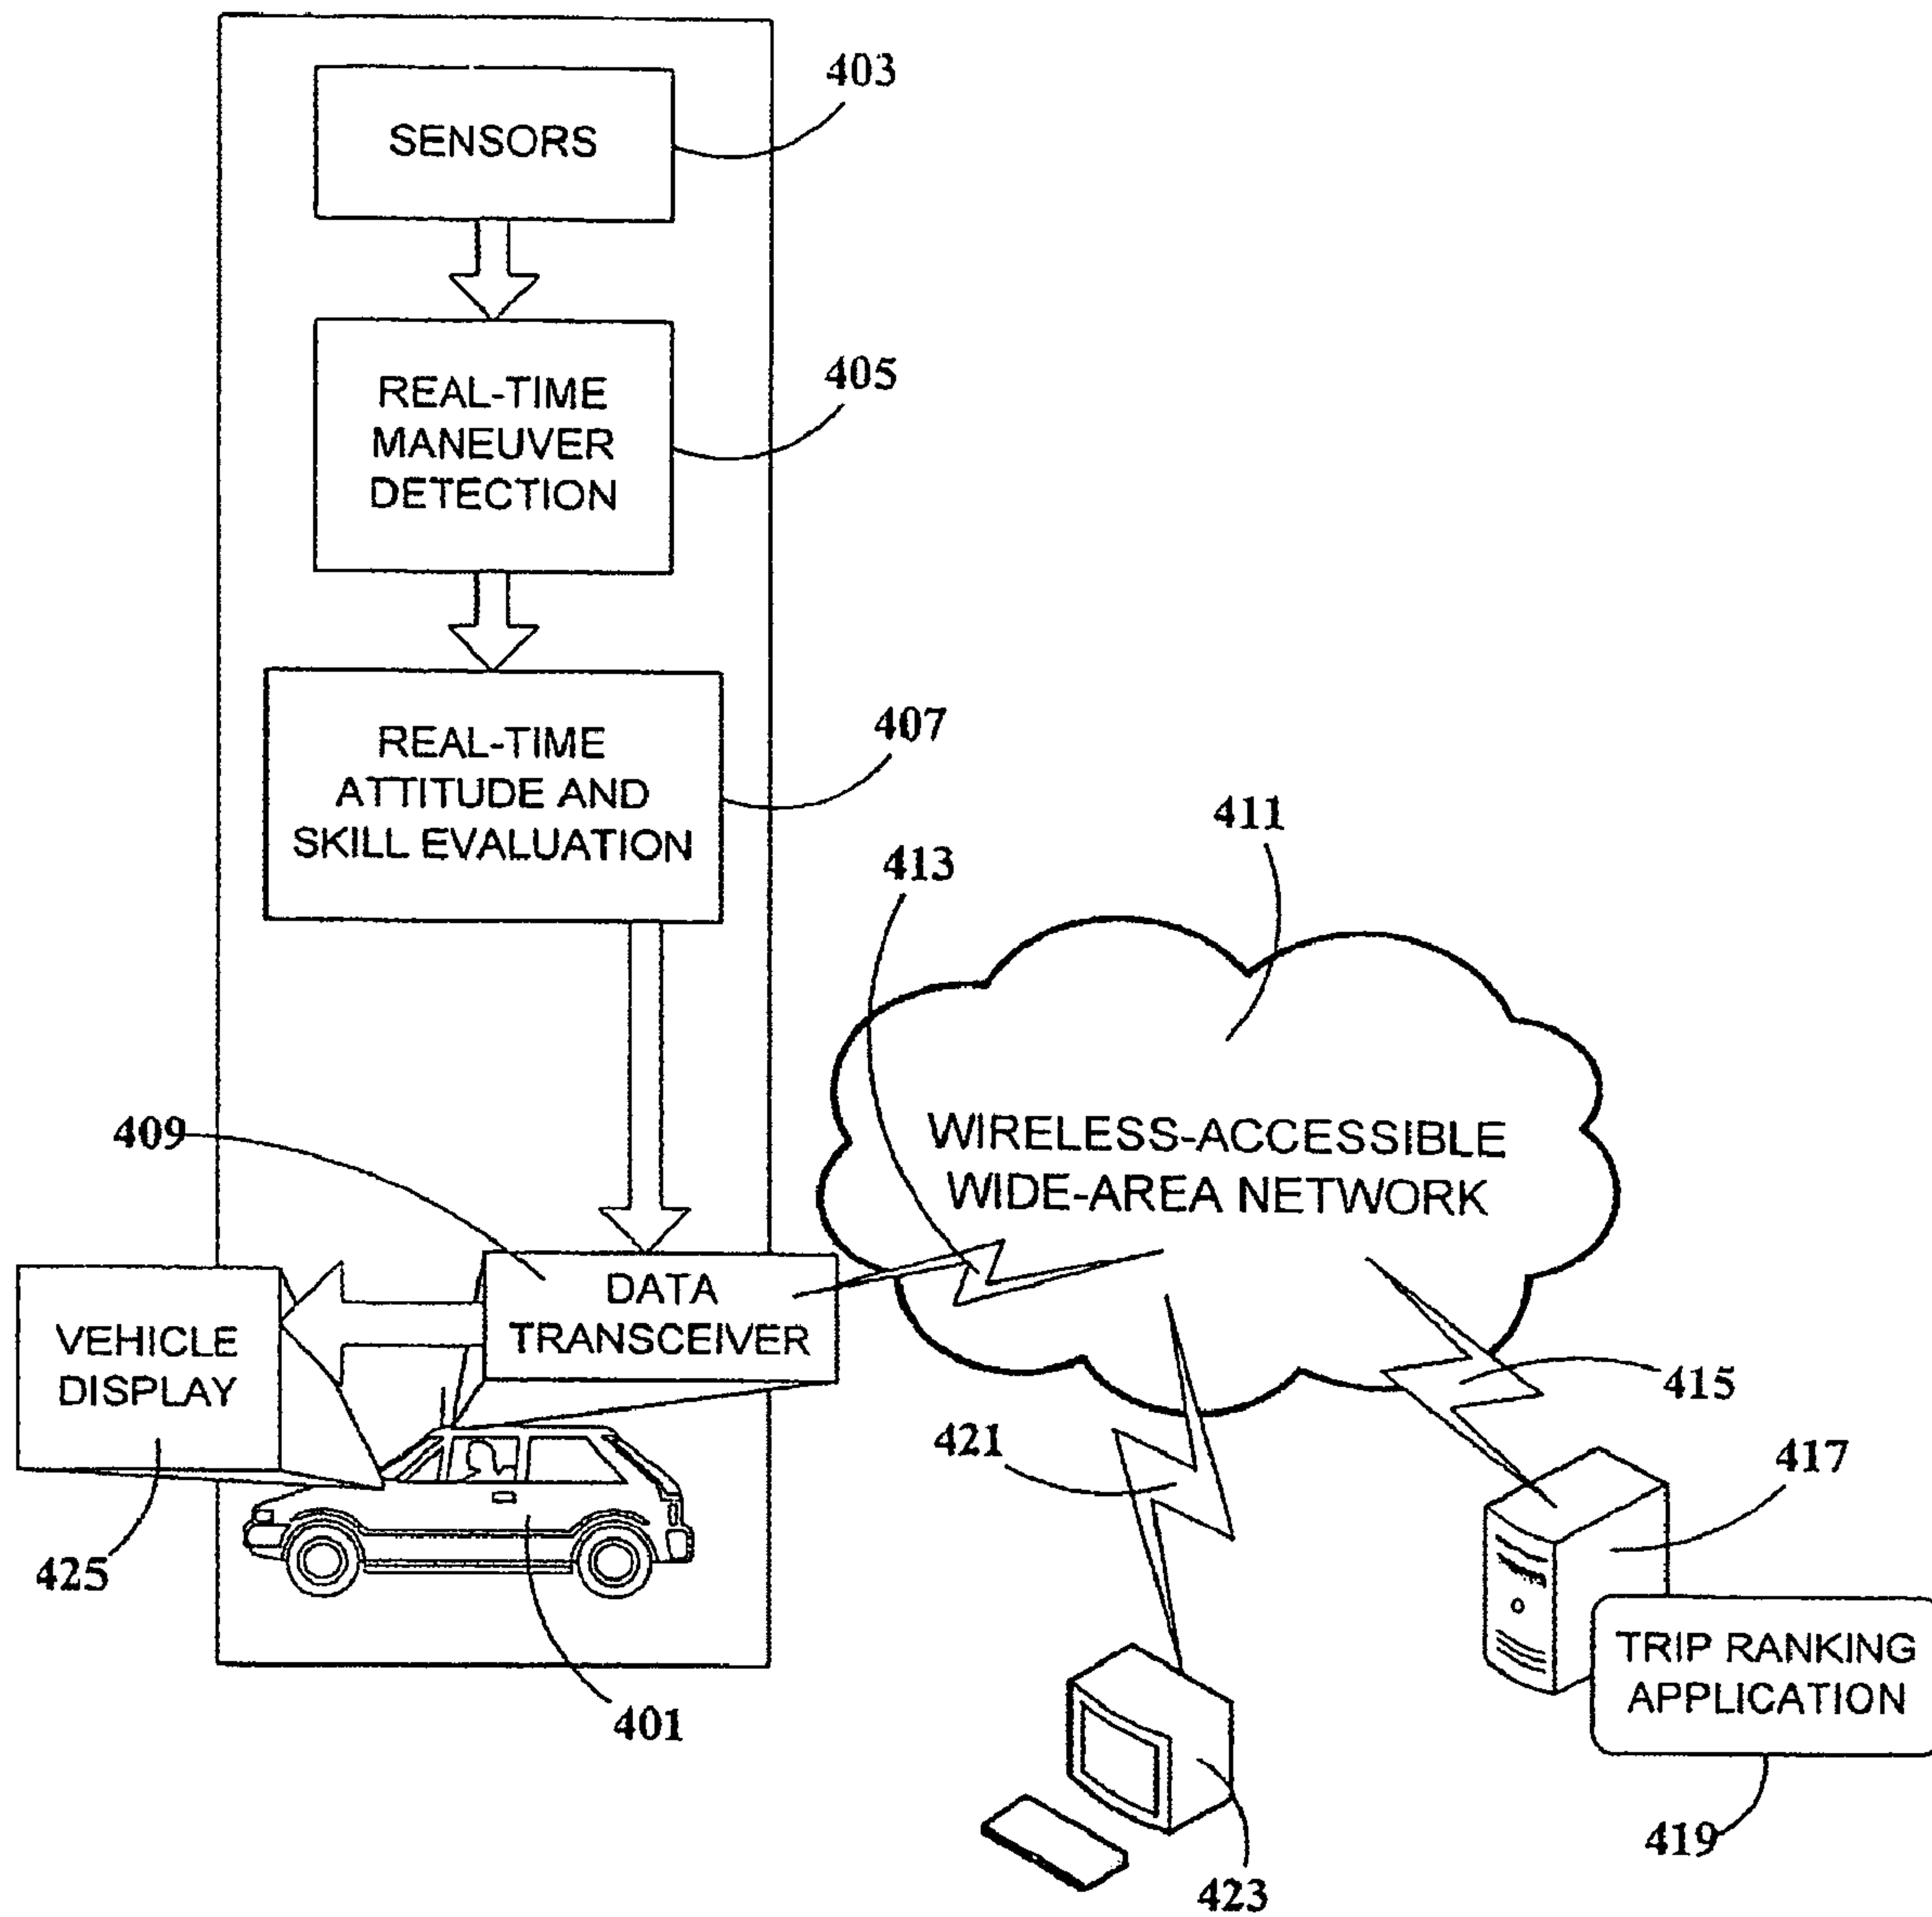 403
SENSORS
405
REAL-TIME
MANEUVER
DETECTION
407
REAL-TIME
ATTITUDE AND
SKILL EVALUATION
411
413
409
WIRELESS-ACCESSIBLE
WIDE-AREA NETWORK
DATA
TRANSCEIVER
VEHICLE
DISPLAY
415
421
417
425
401
TRIP RANKING
APPLICATION
419
423